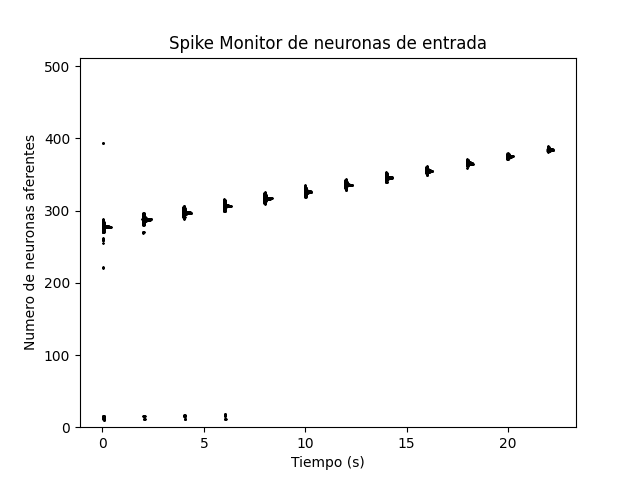 Spike Monitor de neuronas de entrada
500
400
300
200
100
0
Numero de neuronas aferentes
0 5 10 15 20
Tiempo (s)